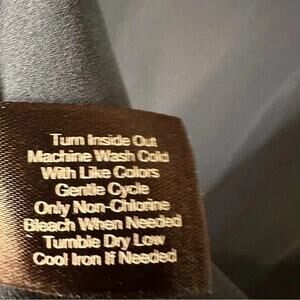 Turn Inside Out
Machine Wash Cold
With Like Colors
Gentle Cycle
Only Non-Chlorine
Bleach When Needed
Tumble Dry Low
Cool Iron If Needed